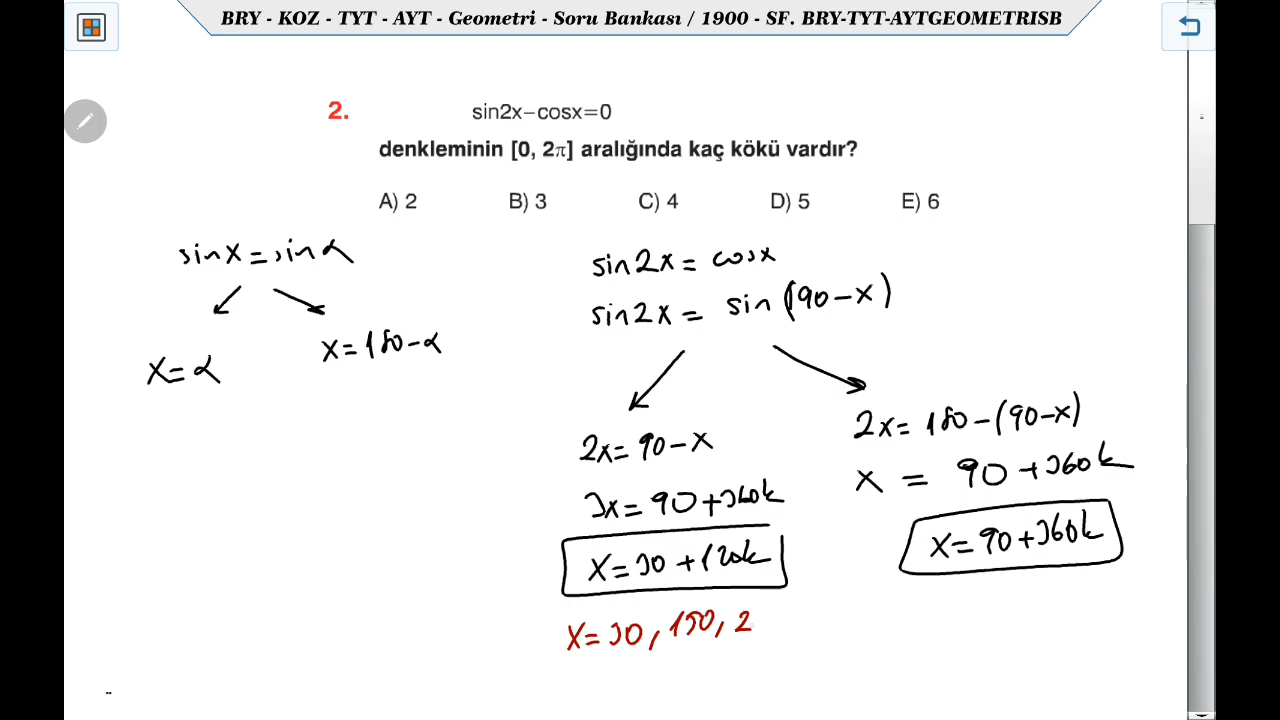 BRY - KOZ - TYT - AYT - Geometri - Soru Bankası / 1900 - SF. BRY-TYT-AYTGEOMETRISB
2. sin2x-cosx=0
denkleminin [0, 2π] aralığında kaç kökü vardır?
A) 2 B) 3 C) 4 D) 5 E) 6
sinx = sinα
x = α
x = 180 - α
sin2x = cosx
sin2x = sin(90-x)
2x = 90 - x
3x = 90 + 360k
x = 30 + 120k
x = 30, 150, 2
2x = 180 - (90-x)
x = 90 + 360k
x = 90 + 360k